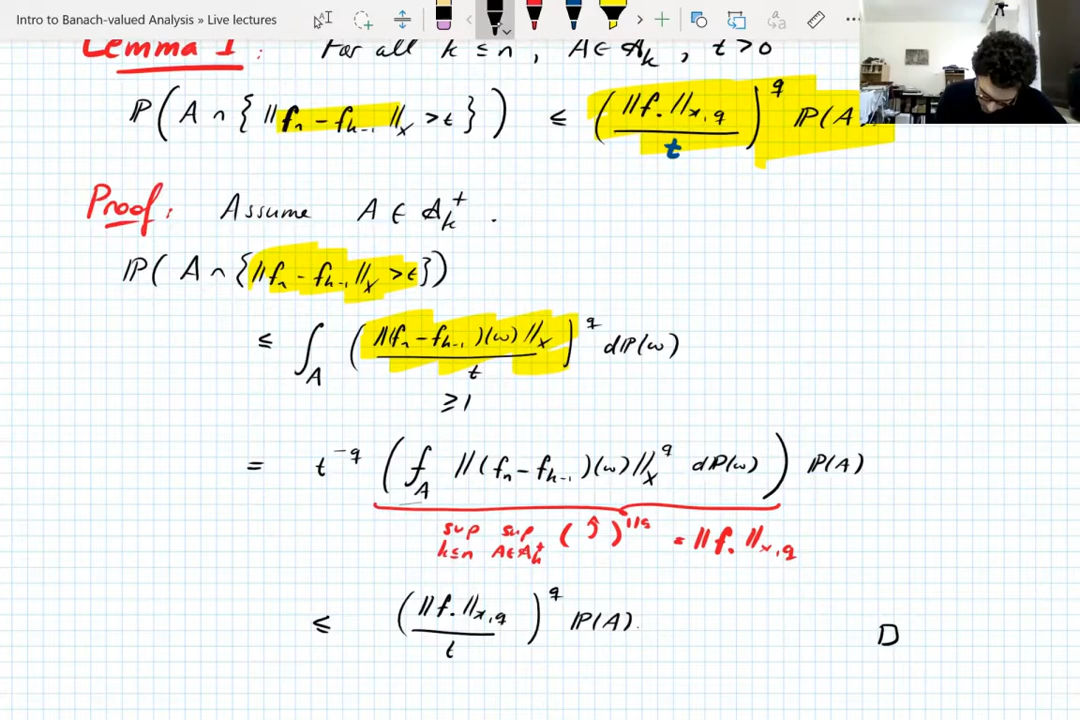 Intro to Banach-valued Analysis » Live lectures
Lemma 1: For all k ≤ n, A ∈ 𝒜_k, t > 0
ℙ(A ∩ {‖f_n - f_{k-1}‖_X > t}) ≤ (‖f.‖_{X,q} / t)^q ℙ(A
Proof: Assume A ∈ 𝒜_k^+.
ℙ(A ∩ {‖f_n - f_{k-1}‖_X > t})
≤ ∫_A (‖(f_n - f_{k-1})(ω)‖_X / t)^q dℙ(ω)
≥ 1
= t^{-q} (⨍_A ‖(f_n - f_{k-1})(ω)‖_X^q dℙ(ω)) ℙ(A)
sup_{k≤n} sup_{A∈𝒜_k^+} ( )^{1/q} = ‖f.‖_{X,q}
≤ (‖f.‖_{X,q} / t)^q ℙ(A). □